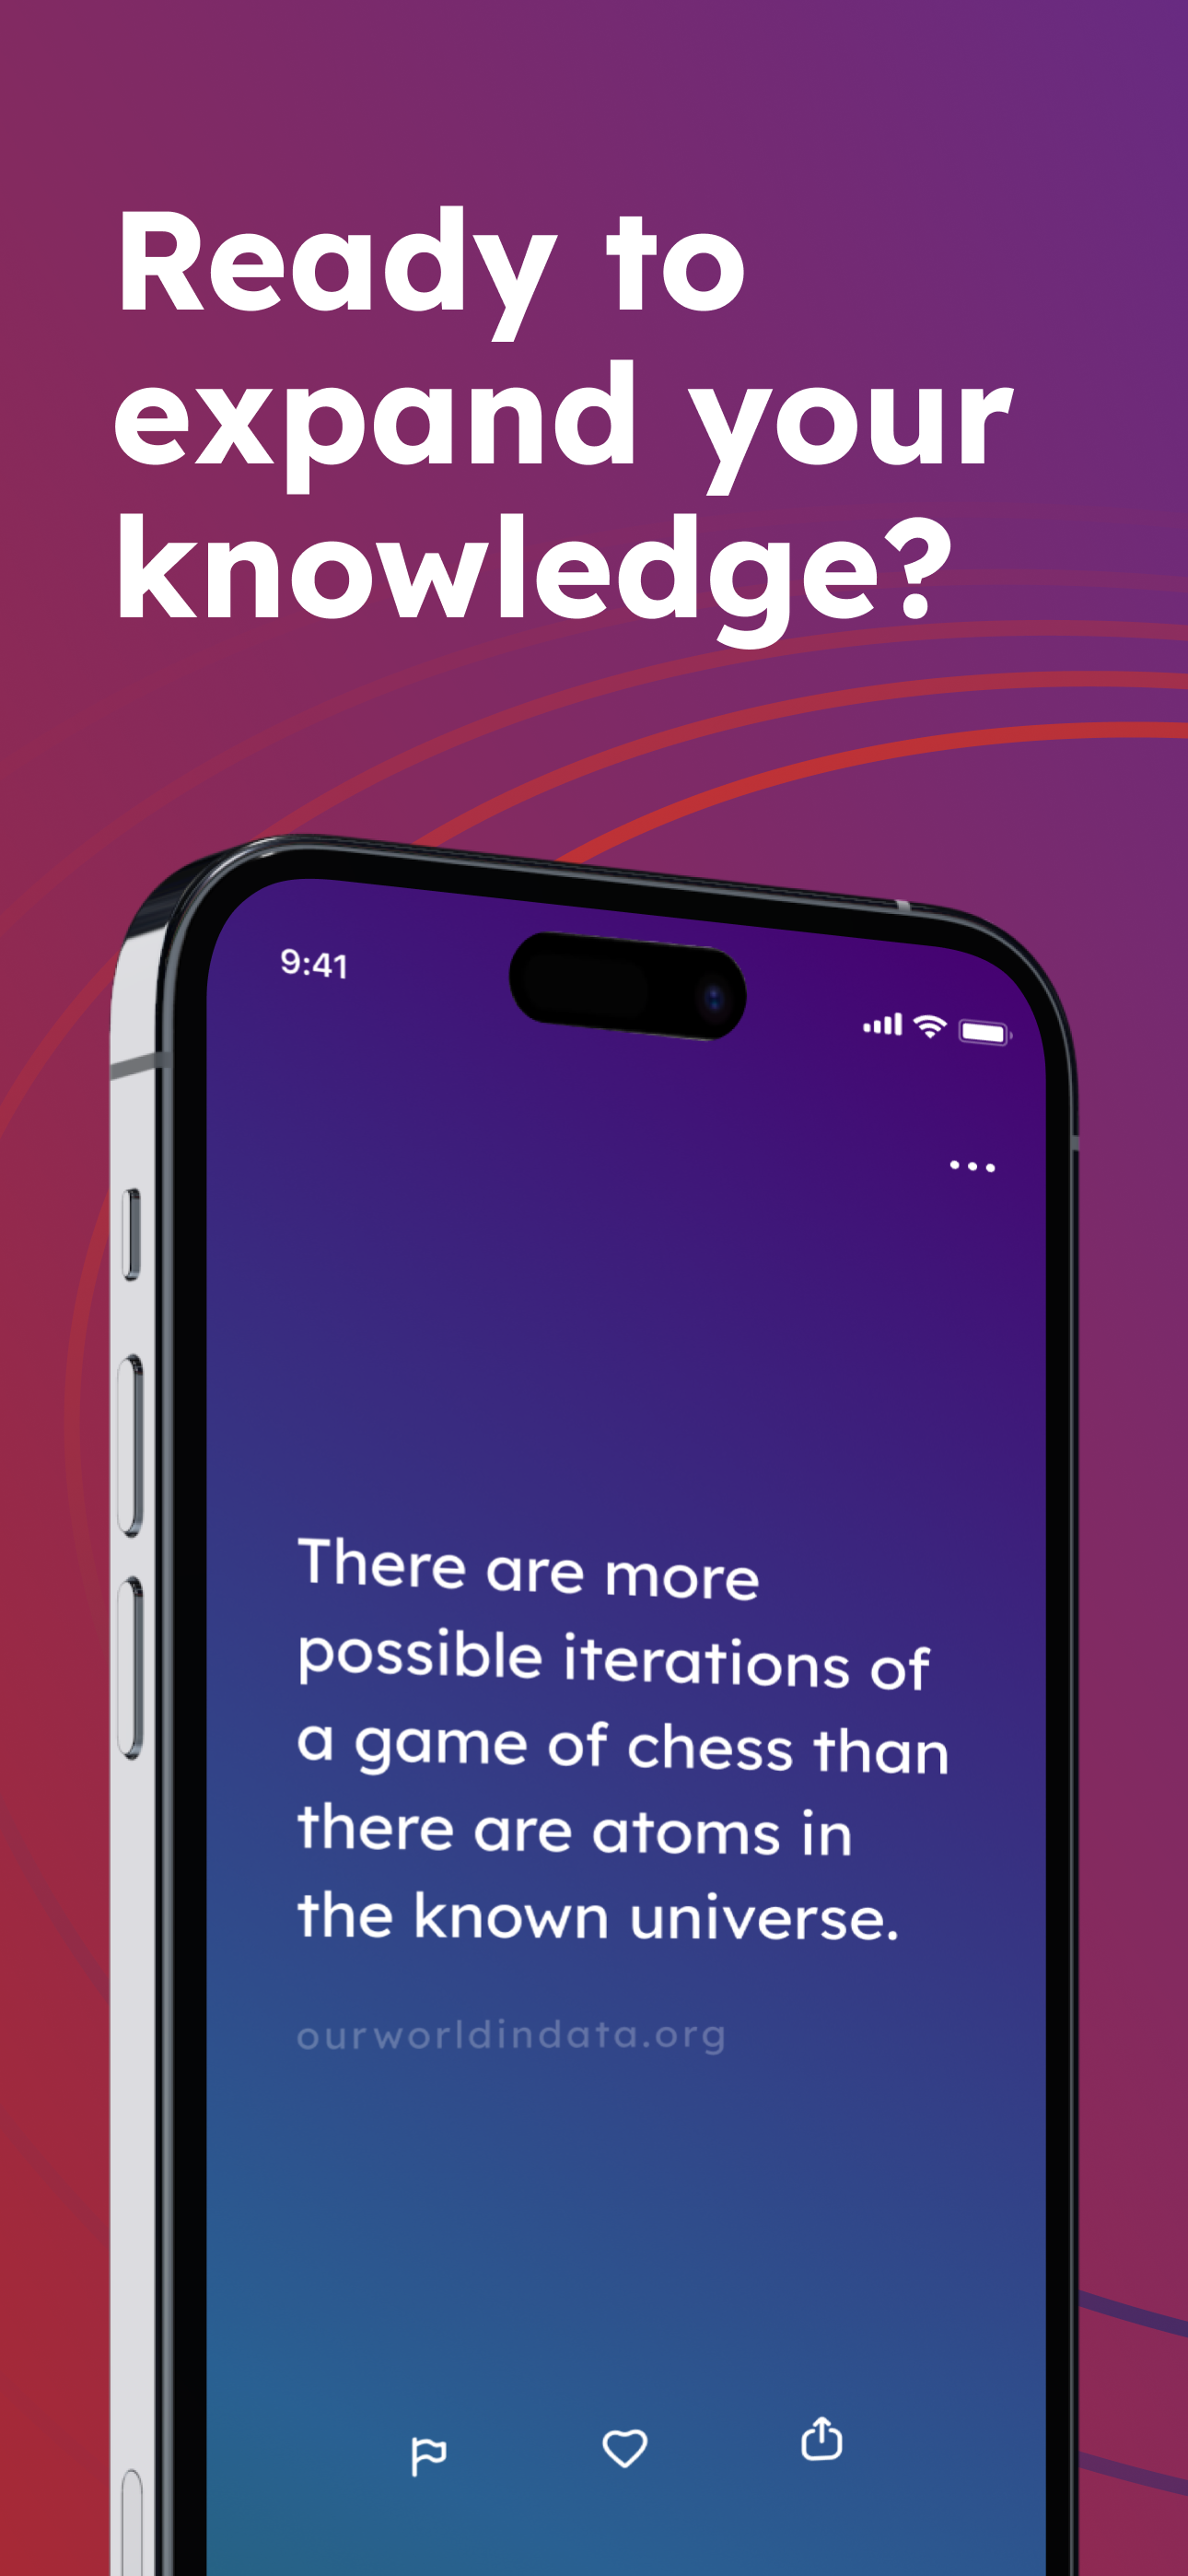 Ready to
expand your
knowledge?
9:41
There are more
possible iterations of
a game of chess than
there are atoms in
the known universe.
ourworldindata.org